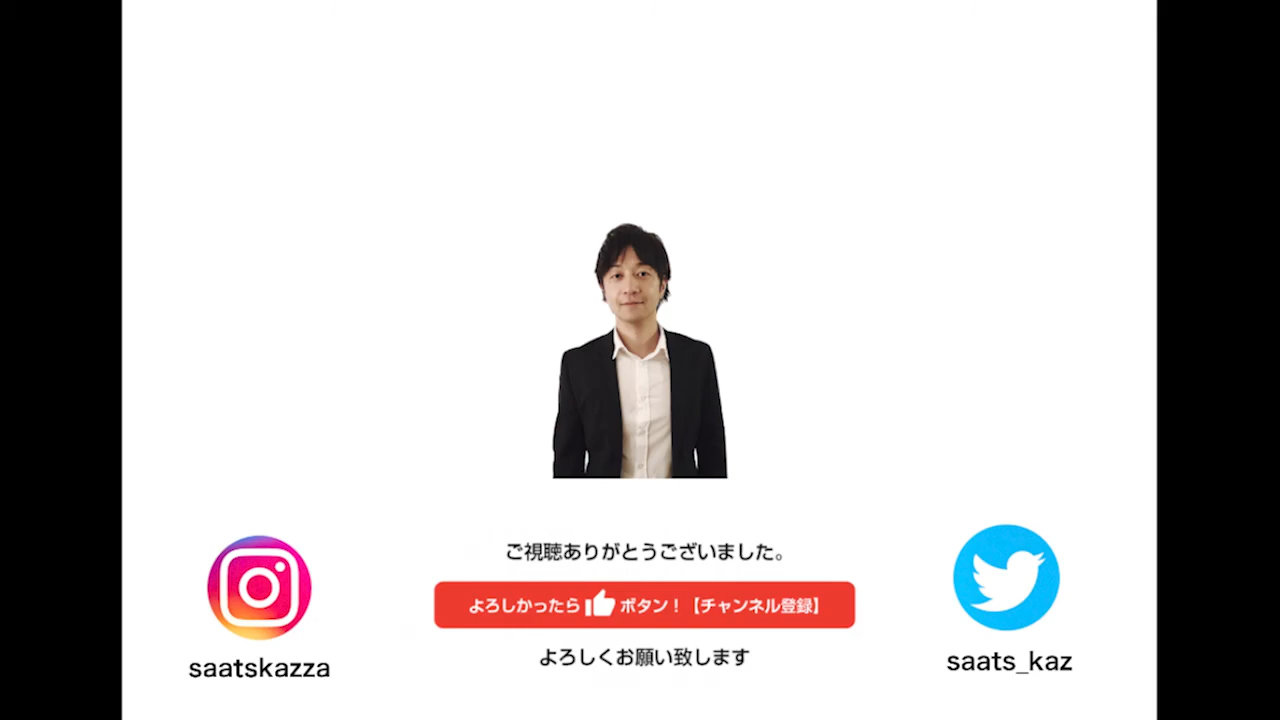 ご視聴ありがとうございました。
よろしかったら ボタン！【チャンネル登録】
よろしくお願い致します
saatskazza
saats_kaz